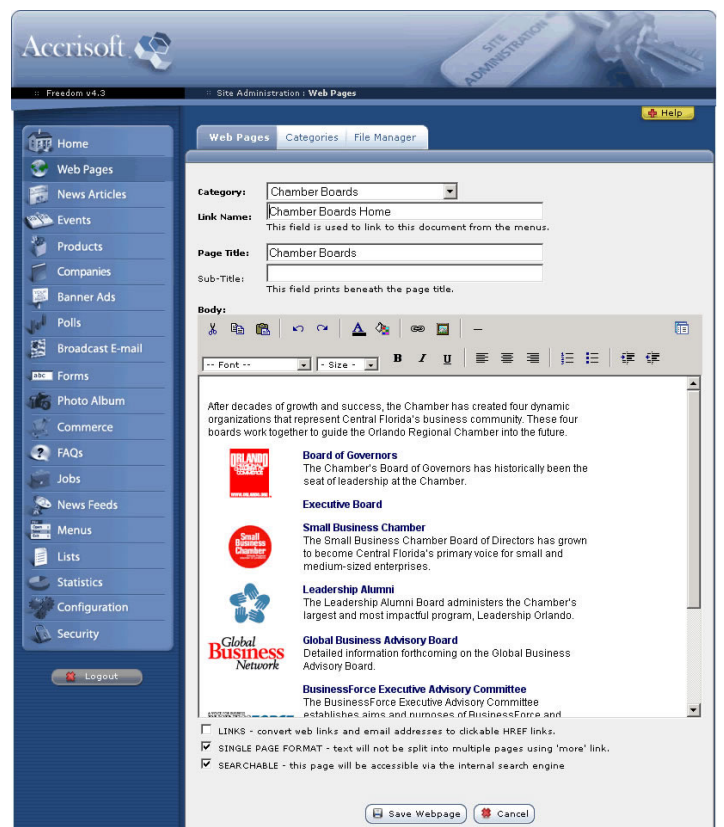 Accrisoft
SITE ADMINISTRATION
:: Freedom v4.3
:: Site Administration : Web Pages
Help
Web Pages Categories File Manager
Home
Web Pages
News Articles
Events
Products
Companies
Banner Ads
Polls
Broadcast E-mail
abc Forms
Photo Album
Commerce
FAQs
Jobs
News Feeds
Menus
Lists
Statistics
Configuration
Security
Logout
Category: Chamber Boards
Link Name: Chamber Boards Home
This field is used to link to this document from the menus.
Page Title: Chamber Boards
Sub-Title:
This field prints beneath the page title.
Body:
-- Font -- - Size - B I U
After decades of growth and success, the Chamber has created four dynamic
organizations that represent Central Florida's business community. These four
boards work together to guide the Orlando Regional Chamber into the future.
ORLANDO
Board of Governors
The Chamber's Board of Governors has historically been the
seat of leadership at the Chamber.
Executive Board
Small
Business
Chamber
Small Business Chamber
The Small Business Chamber Board of Directors has grown
to become Central Florida's primary voice for small and
medium-sized enterprises.
Leadership Alumni
The Leadership Alumni Board administers the Chamber's
largest and most impactful program, Leadership Orlando.
Global
Business
Network
Global Business Advisory Board
Detailed information forthcoming on the Global Business
Advisory Board.
BusinessForce Executive Advisory Committee
The BusinessForce Executive Advisory Committee
establishes aims and purposes of BusinessForce and
LINKS - convert web links and email addresses to clickable HREF links.
SINGLE PAGE FORMAT - text will not be split into multiple pages using 'more' link.
SEARCHABLE - this page will be accessible via the internal search engine
Save Webpage Cancel